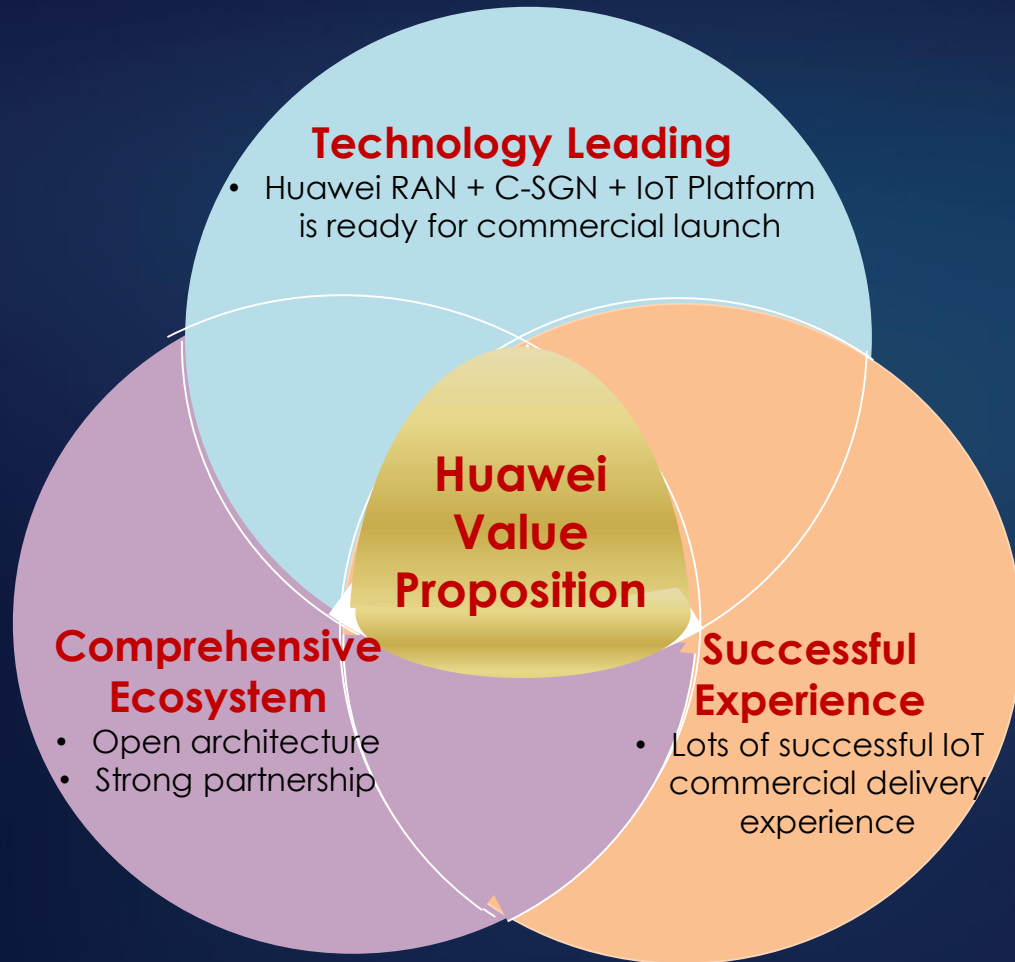 Technology Leading
• Huawei RAN + C-SGN + IoT Platform
is ready for commercial launch
Huawei
Value
Proposition
Comprehensive
Ecosystem
• Open architecture
• Strong partnership
Successful
Experience
• Lots of successful IoT
commercial delivery
experience